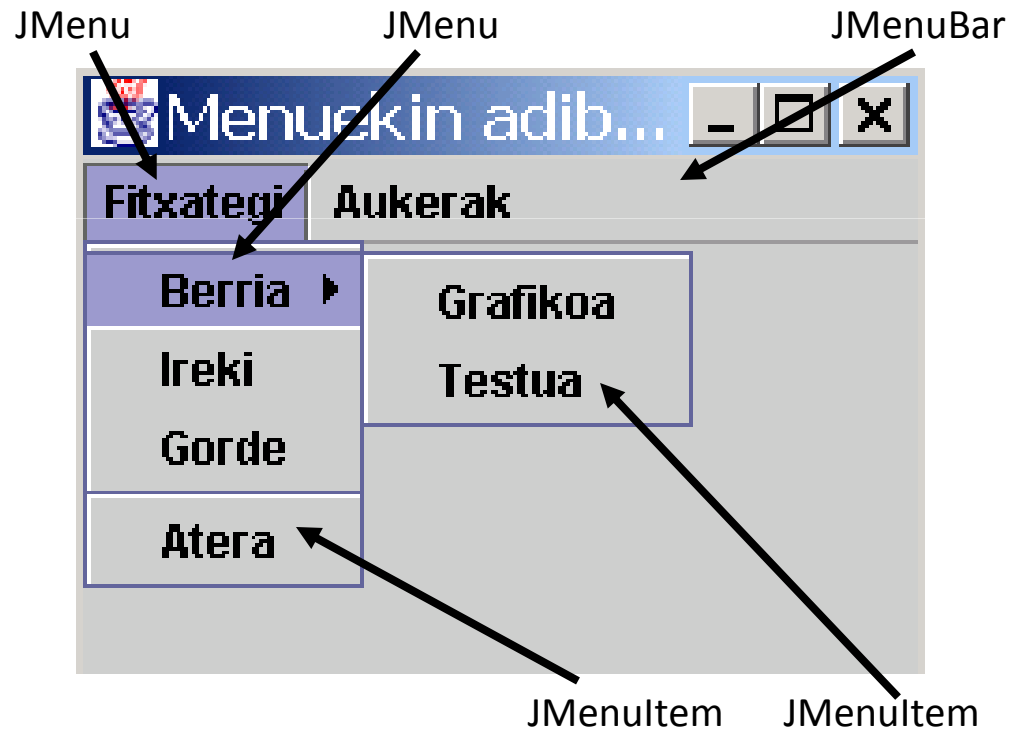 JMenu JMenu JMenuBar
Menuekin adib...
Fitxategi Aukerak
Berria Grafikoa
Ireki Testua
Gorde
Atera
JMenuItem JMenuItem